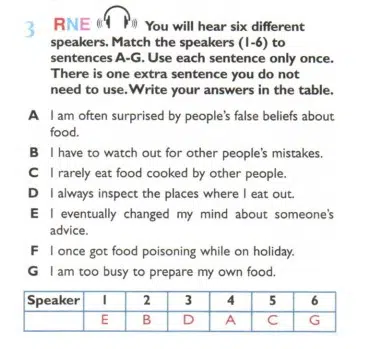 3 RNE You will hear six different
speakers. Match the speakers (1-6) to
sentences A-G. Use each sentence only once.
There is one extra sentence you do not
need to use. Write your answers in the table.
A I am often surprised by people's false beliefs about
food.
B I have to watch out for other people's mistakes.
C I rarely eat food cooked by other people.
D I always inspect the places where I eat out.
E I eventually changed my mind about someone's
advice.
F I once got food poisoning while on holiday.
G I am too busy to prepare my own food.
Speaker 1 2 3 4 5 6
E B D A C G